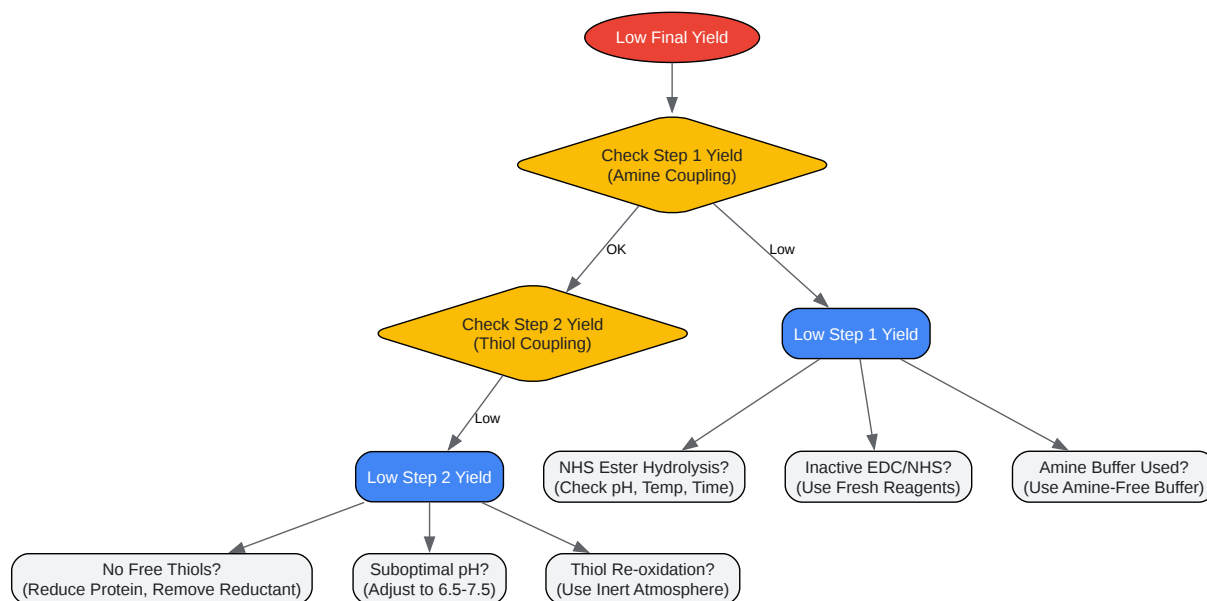 Low Final Yield
Check Step 1 Yield
(Amine Coupling)
OK
Low
Check Step 2 Yield
(Thiol Coupling)
Low Step 1 Yield
Low
NHS Ester Hydrolysis?
(Check pH, Temp, Time)
Inactive EDC/NHS?
(Use Fresh Reagents)
Amine Buffer Used?
(Use Amine-Free Buffer)
Low Step 2 Yield
No Free Thiols?
(Reduce Protein, Remove Reductant)
Suboptimal pH?
(Adjust to 6.5-7.5)
Thiol Re-oxidation?
(Use Inert Atmosphere)